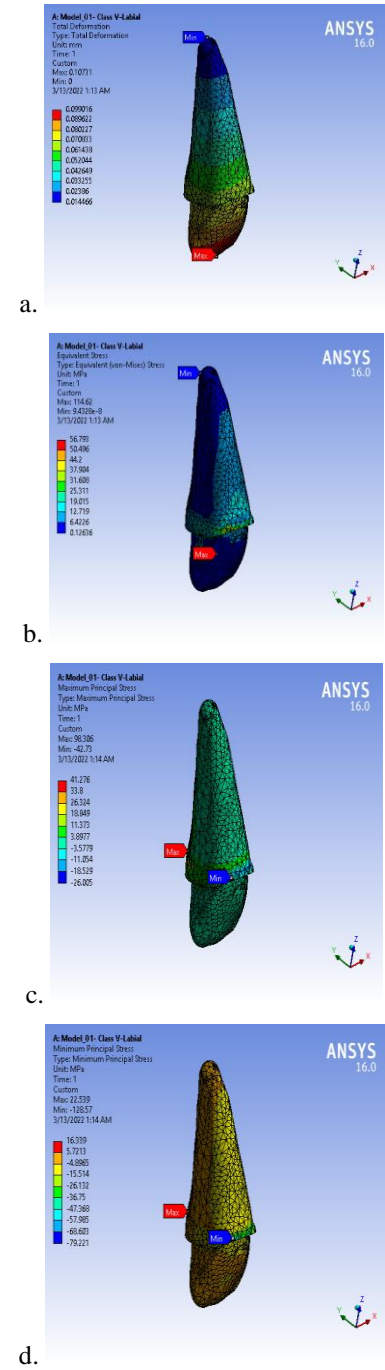 A: Model_01- Class V-Labial
Total Deformation
Type: Total Deformation
Unit: mm
Time: 1
Custom
Max: 0.10731
Min: 0
3/13/2022 1:13 AM
0.099016
0.089622
0.080227
0.070833
0.061438
0.052044
0.042649
0.033255
0.02386
0.014466
Min
Max
ANSYS
16.0
Z
Y
X
a.
A: Model_01- Class V-Labial
Equivalent Stress
Type: Equivalent (von-Mises) Stress
Unit: MPa
Time: 1
Custom
Max: 114.62
Min: 9.4328e-8
3/13/2022 1:13 AM
56.793
50.496
44.2
37.904
31.608
25.311
19.015
12.719
6.4226
0.12636
Min
Max
ANSYS
16.0
Z
Y
X
b.
A: Model_01- Class V-Labial
Maximum Principal Stress
Type: Maximum Principal Stress
Unit: MPa
Time: 1
Custom
Max: 98.306
Min: -42.73
3/13/2022 1:14 AM
41.276
33.8
26.324
18.849
11.373
3.8977
-3.5779
-11.054
-18.529
-26.005
Max
Min
ANSYS
16.0
Z
Y
X
c.
A: Model_01- Class V-Labial
Minimum Principal Stress
Type: Minimum Principal Stress
Unit: MPa
Time: 1
Custom
Max: 22.539
Min: -128.57
3/13/2022 1:14 AM
16.339
5.7213
-4.8965
-15.514
-26.132
-36.75
-47.368
-57.985
-68.603
-79.221
Max
Min
ANSYS
16.0
Z
Y
X
d.